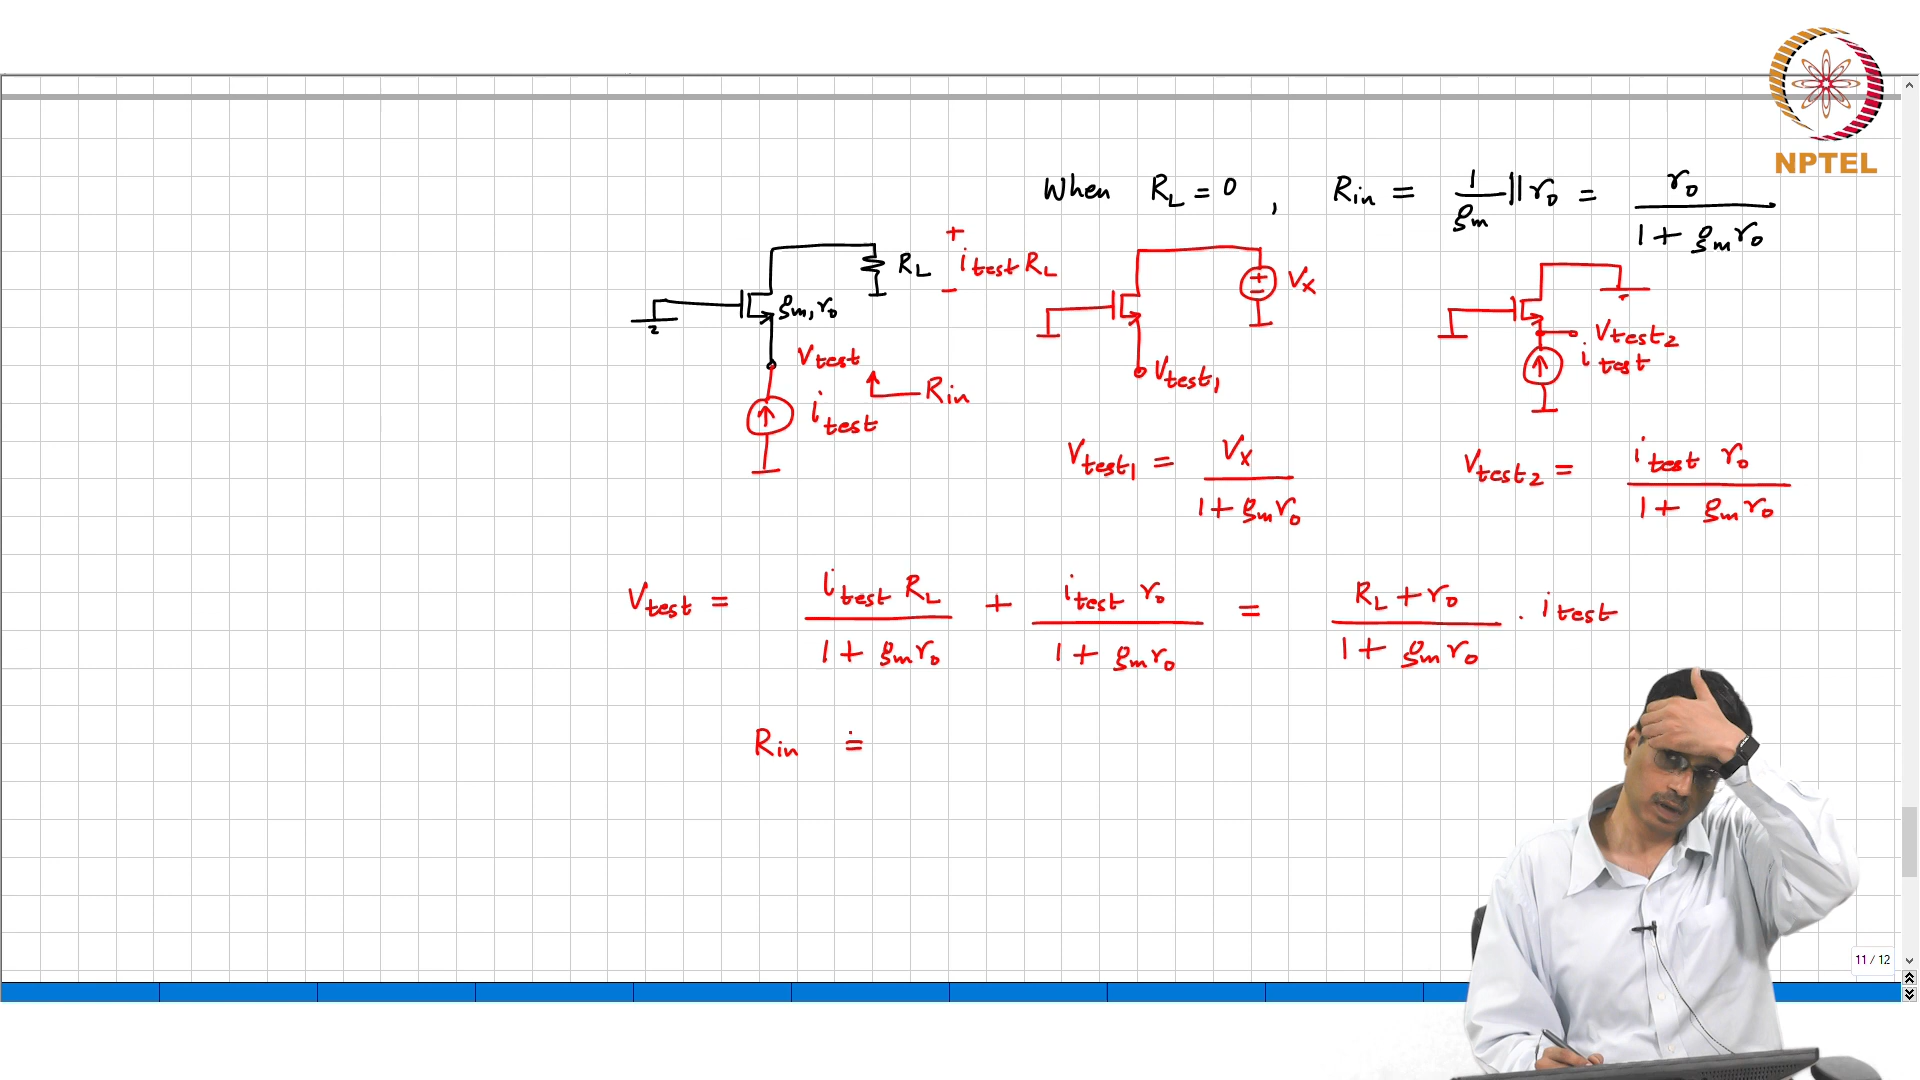 NPTEL
When R_L = 0 , R_in = 1/g_m || r_o = r_o / (1 + g_m r_o)
R_L
+ i_test R_L −
g_m, r_o
V_test
R_in
i_test
V_x
V_test1
V_test2
i_test
V_test1 = V_x / (1 + g_m r_o)
V_test2 = i_test r_o / (1 + g_m r_o)
V_test = i_test R_L / (1 + g_m r_o) + i_test r_o / (1 + g_m r_o) = (R_L + r_o) / (1 + g_m r_o) . i_test
R_in =
11 / 12